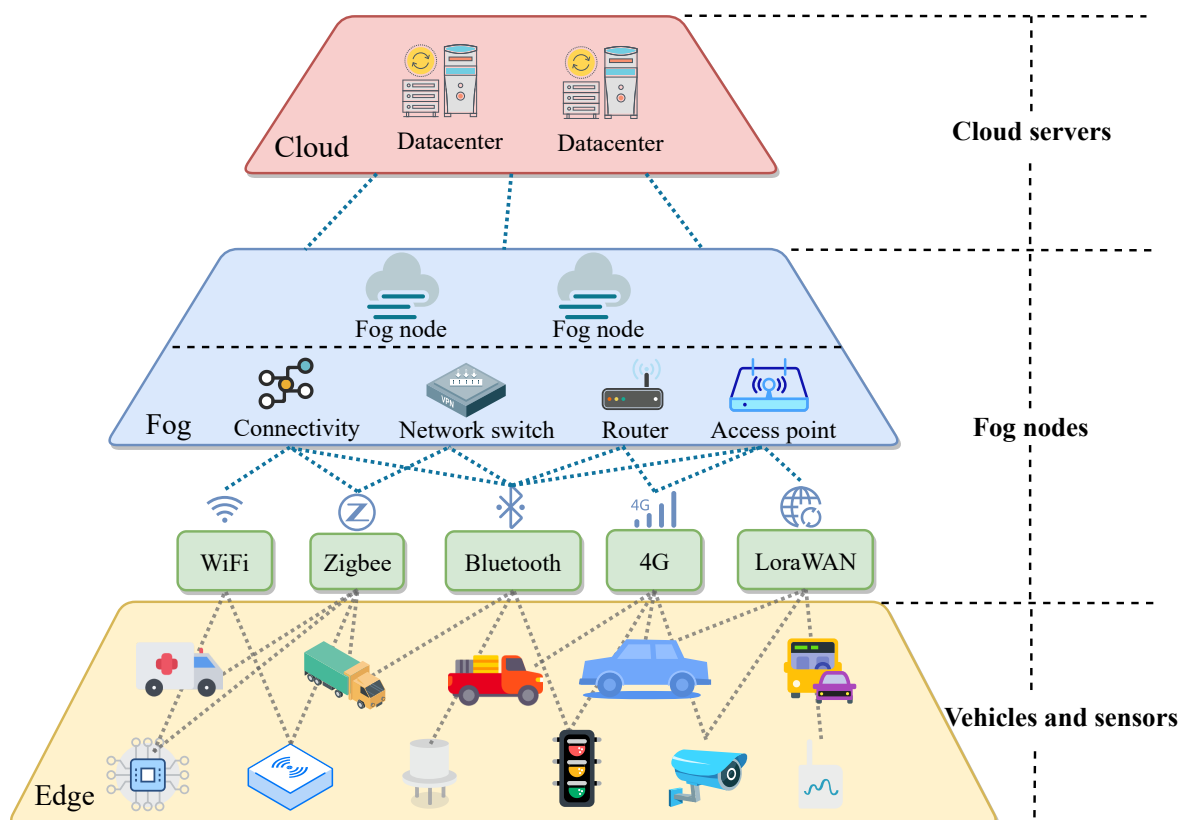 Datacenter
Datacenter
Cloud
Cloud servers
Fog node
Fog node
VPN
Fog
Connectivity
Network switch
Router
Access point
Fog nodes
4G
WiFi
Zigbee
Bluetooth
4G
LoraWAN
Vehicles and sensors
Edge